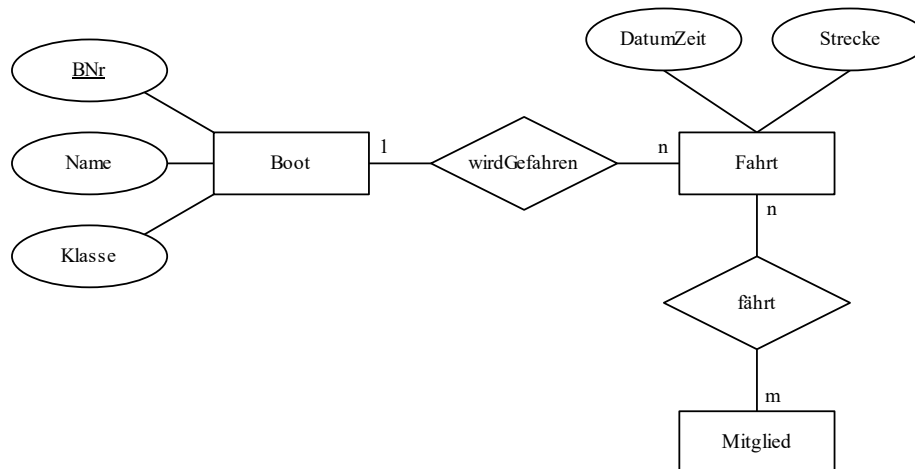 DatumZeit
Strecke
BNr
Name
Boot
1
wirdGefahren
n
Fahrt
n
Klasse
fährt
m
Mitglied